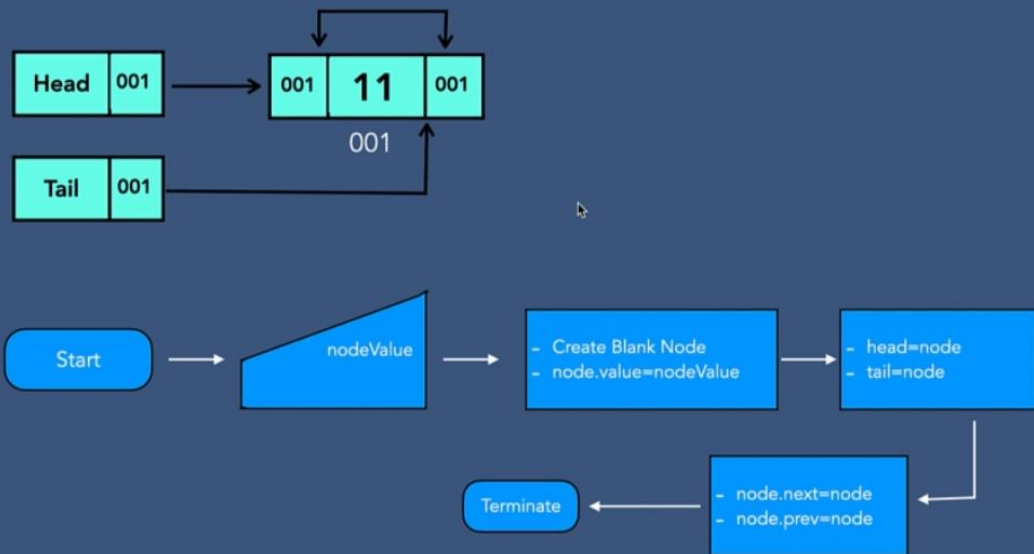 Head 001
001 11 001
001
Tail 001
Start
nodeValue
- Create Blank Node
- node.value=nodeValue
- head=node
- tail=node
- node.next=node
- node.prev=node
Terminate